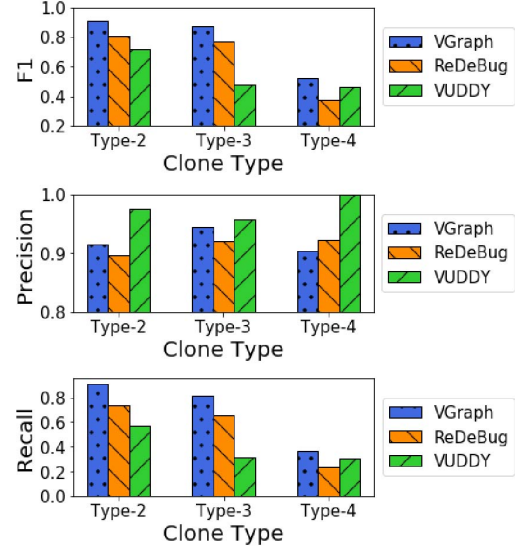 F1
1.0
0.8
0.6
0.4
0.2
Type-2 Type-3 Type-4
Clone Type
VGraph
ReDeBug
VUDDY
Precision
1.0
0.9
0.8
Type-2 Type-3 Type-4
Clone Type
VGraph
ReDeBug
VUDDY
Recall
0.8
0.6
0.4
0.2
0.0
Type-2 Type-3 Type-4
Clone Type
VGraph
ReDeBug
VUDDY